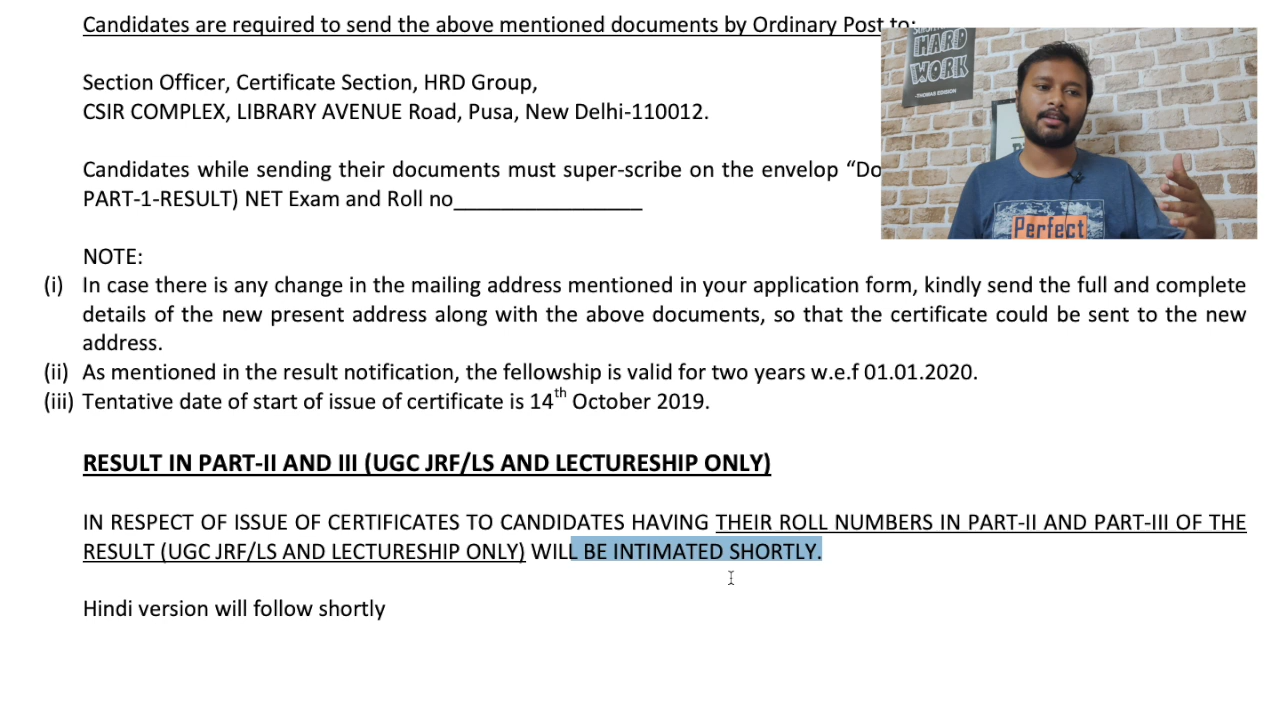 Candidates are required to send the above mentioned documents by Ordinary Post to:
HARD
WORK
-THOMAS EDISON
Section Officer, Certificate Section, HRD Group,
CSIR COMPLEX, LIBRARY AVENUE Road, Pusa, New Delhi-110012.
Candidates while sending their documents must super-scribe on the envelop “Do
PART-1-RESULT) NET Exam and Roll no_________________
Perfect
NOTE:
(i) In case there is any change in the mailing address mentioned in your application form, kindly send the full and complete
details of the new present address along with the above documents, so that the certificate could be sent to the new
address.
(ii) As mentioned in the result notification, the fellowship is valid for two years w.e.f 01.01.2020.
(iii) Tentative date of start of issue of certificate is 14th October 2019.
RESULT IN PART-II AND III (UGC JRF/LS AND LECTURESHIP ONLY)
IN RESPECT OF ISSUE OF CERTIFICATES TO CANDIDATES HAVING THEIR ROLL NUMBERS IN PART-II AND PART-III OF THE
RESULT (UGC JRF/LS AND LECTURESHIP ONLY) WILL BE INTIMATED SHORTLY.
Hindi version will follow shortly